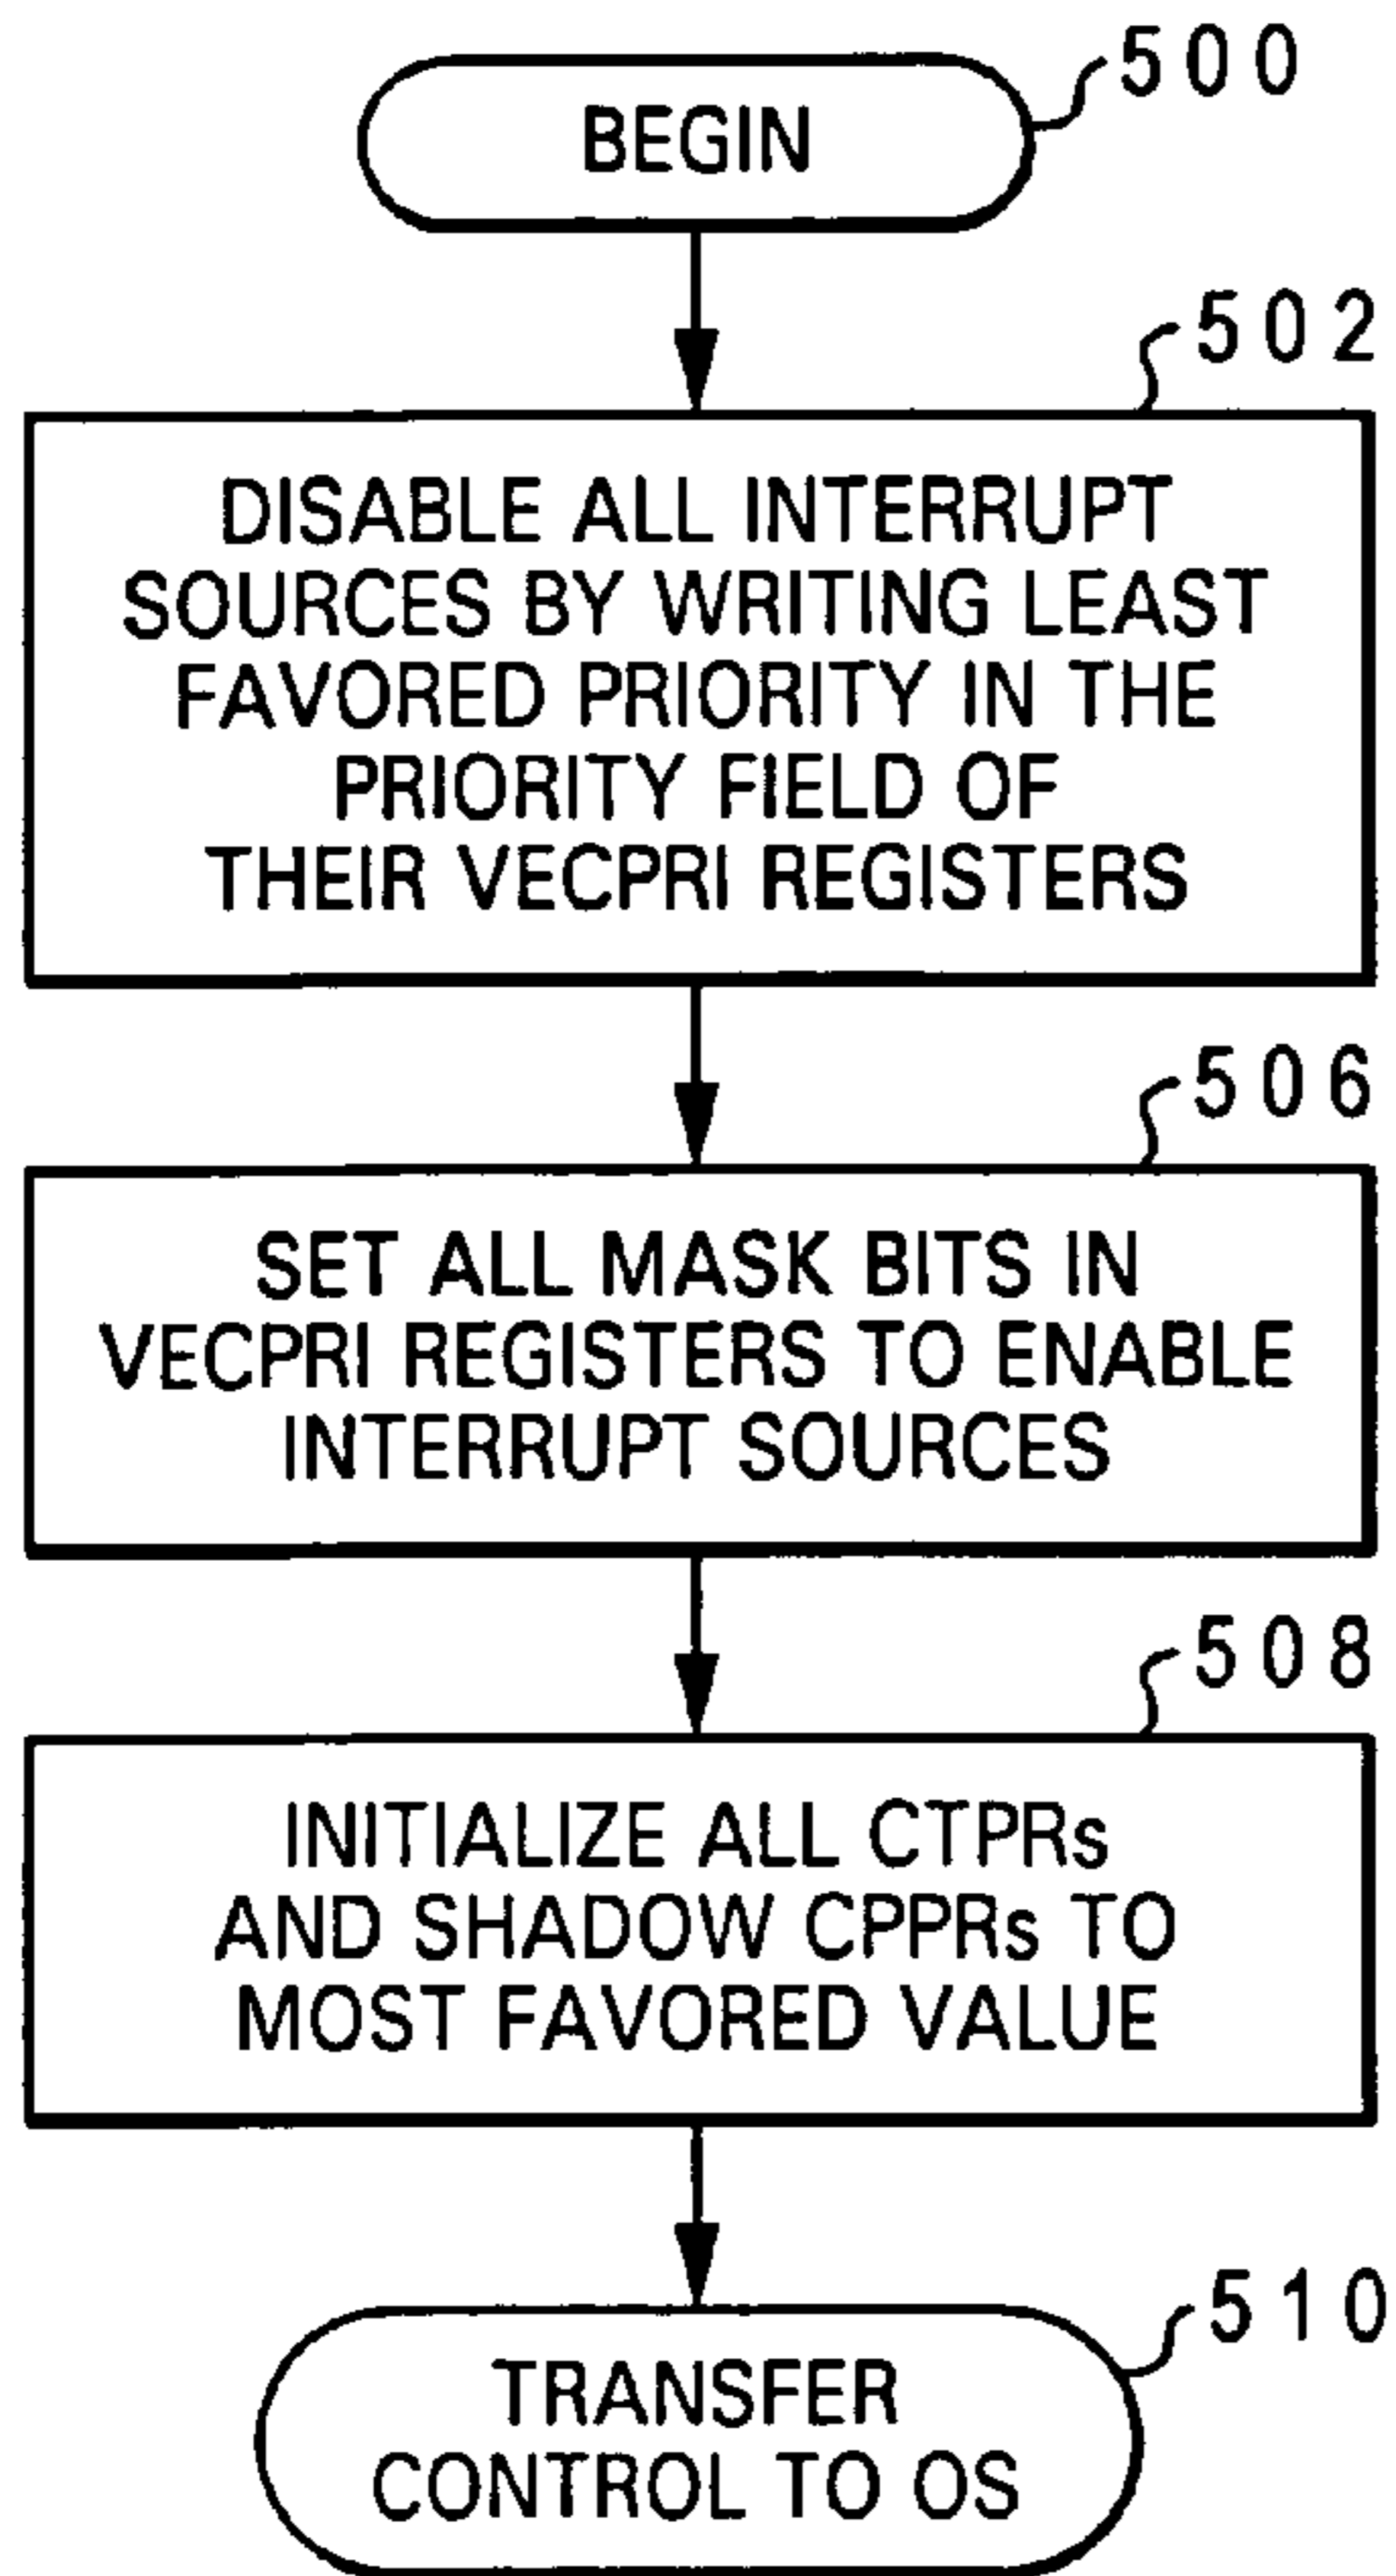 500
BEGIN
502
DISABLE ALL INTERRUPT
SOURCES BY WRITING LEAST
FAVORED PRIORITY IN THE
PRIORITY FIELD OF
THEIR VECPRI REGISTERS
506
SET ALL MASK BITS IN
VECPRI REGISTERS TO ENABLE
INTERRUPT SOURCES
508
INITIALIZE ALL CTPRs
AND SHADOW CPPRs TO
MOST FAVORED VALUE
510
TRANSFER
CONTROL TO OS